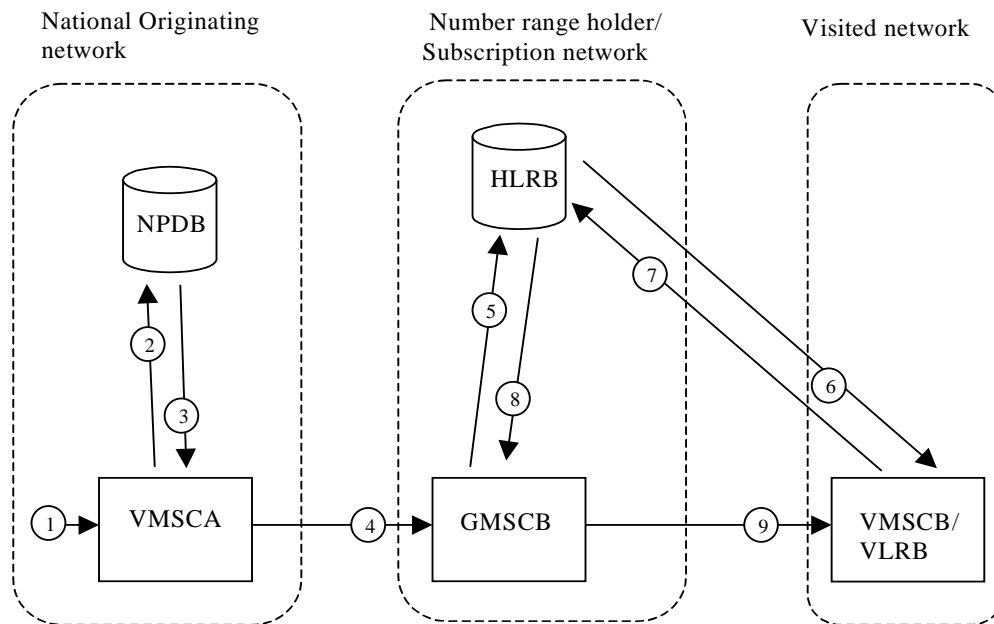 National Originating
network
Number range holder/
Subscription network
Visited network
NPDB
HLRB
2
3
5
8
7
6
1
VMSCA
4
GMSCB
9
VMSCB/
VLRB